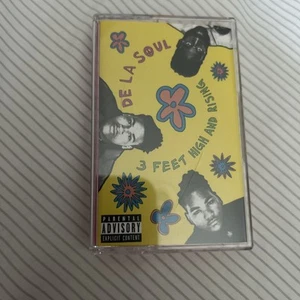 DE LA SOUL
3 FEET HIGH AND RISING
PARENTAL
ADVISORY
EXPLICIT CONTENT